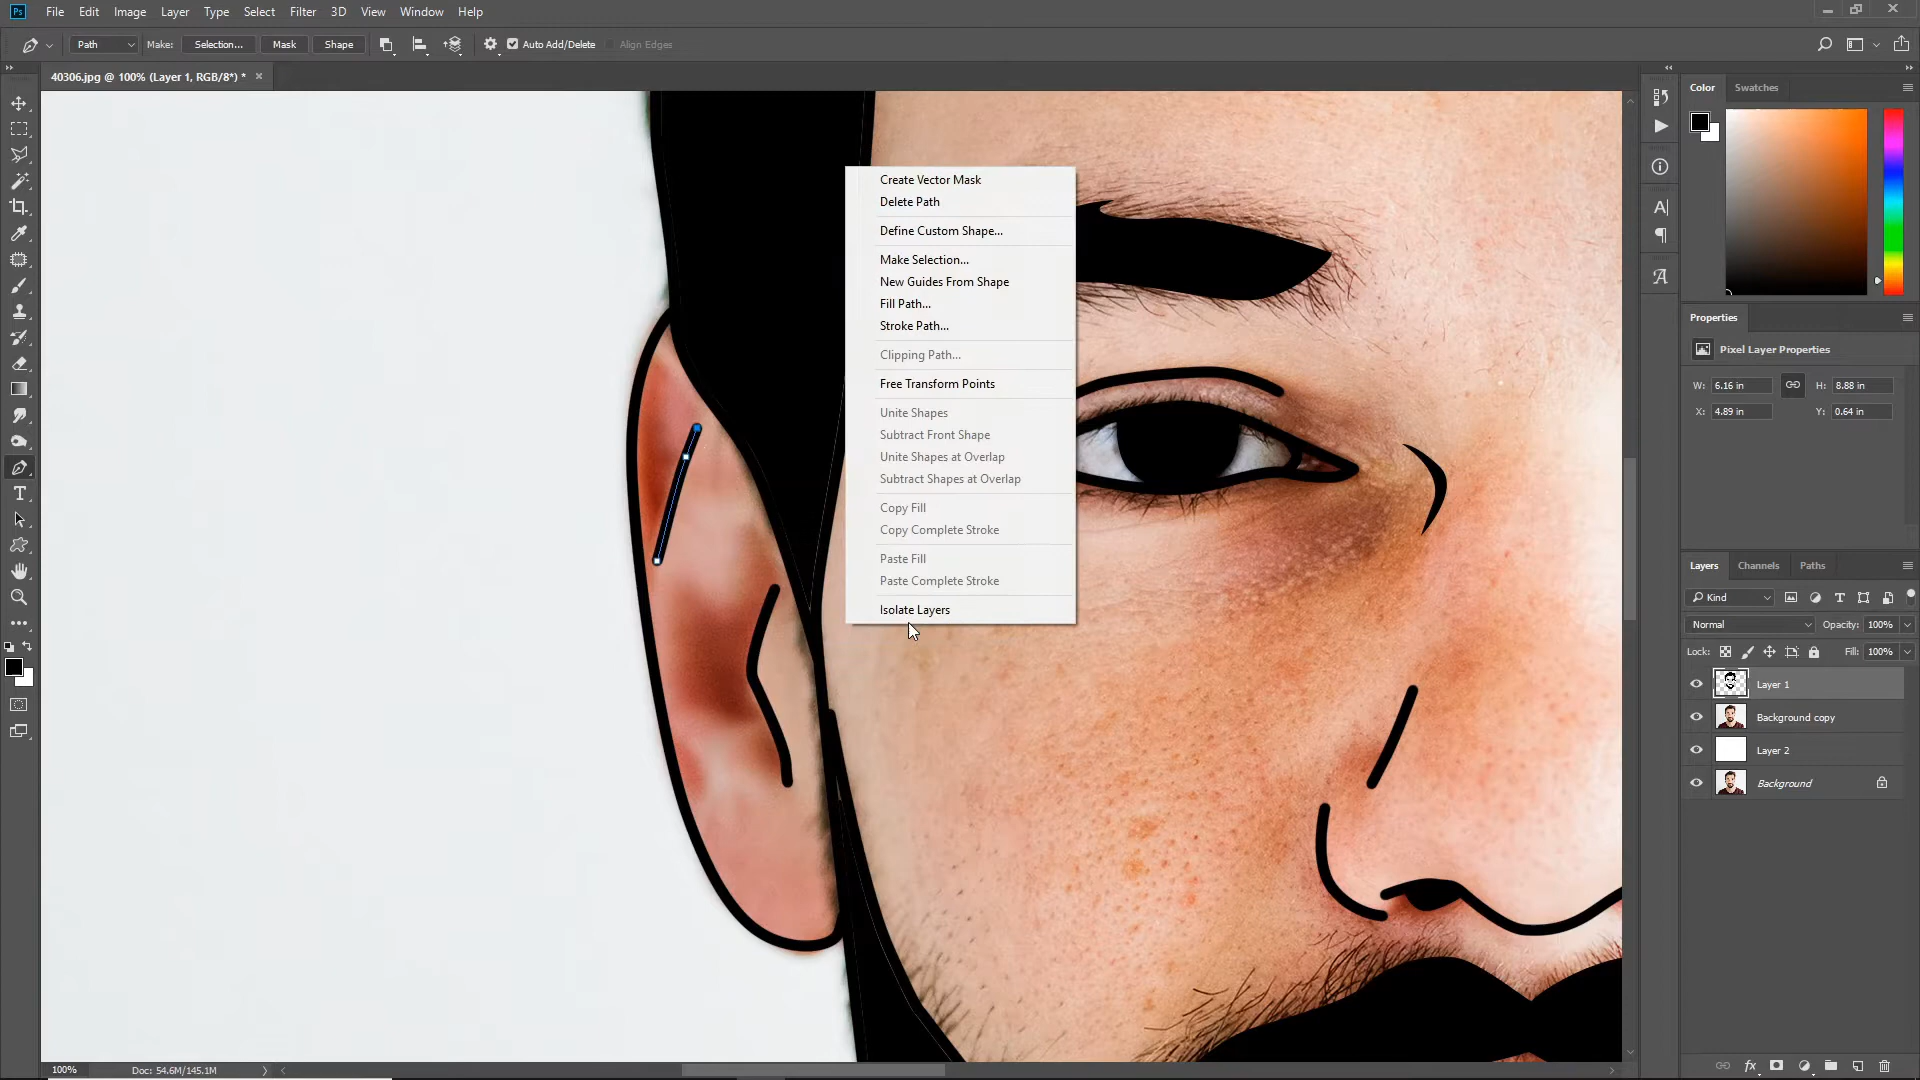 Ps File Edit Image Layer Type Select Filter 3D View Window Help
Path Make: Selection... Mask Shape Auto Add/Delete Align Edges
40306.jpg @ 100% (Layer 1, RGB/8*) *
Create Vector Mask
Delete Path
Define Custom Shape...
Make Selection...
New Guides From Shape
Fill Path...
Stroke Path...
Clipping Path...
Free Transform Points
Unite Shapes
Subtract Front Shape
Unite Shapes at Overlap
Subtract Shapes at Overlap
Copy Fill
Copy Complete Stroke
Paste Fill
Paste Complete Stroke
Isolate Layers
Color Swatches
Properties
Pixel Layer Properties
W: 6.16 in H: 8.88 in
X: 4.89 in Y: 0.64 in
Layers Channels Paths
Kind
Normal Opacity: 100%
Lock: Fill: 100%
Layer 1
Background copy
Layer 2
Background
100% Doc: 54.6M/145.1M